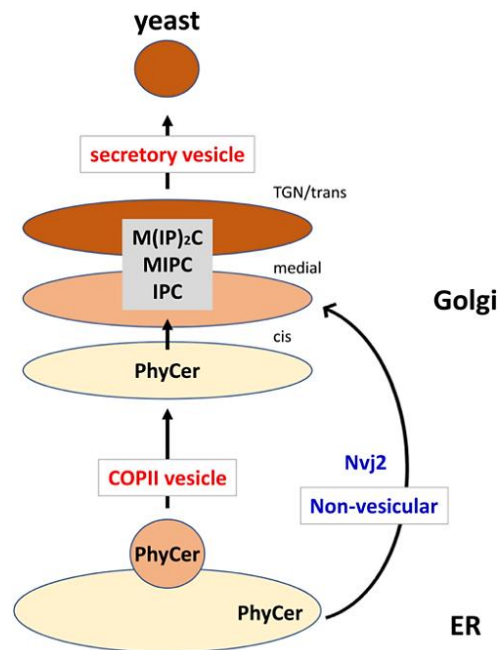 yeast
secretory vesicle
TGN/trans
M(IP)₂C
MIPC
IPC
medial
Golgi
cis
PhyCer
Nvj2
COPII vesicle
Non-vesicular
PhyCer
PhyCer
ER